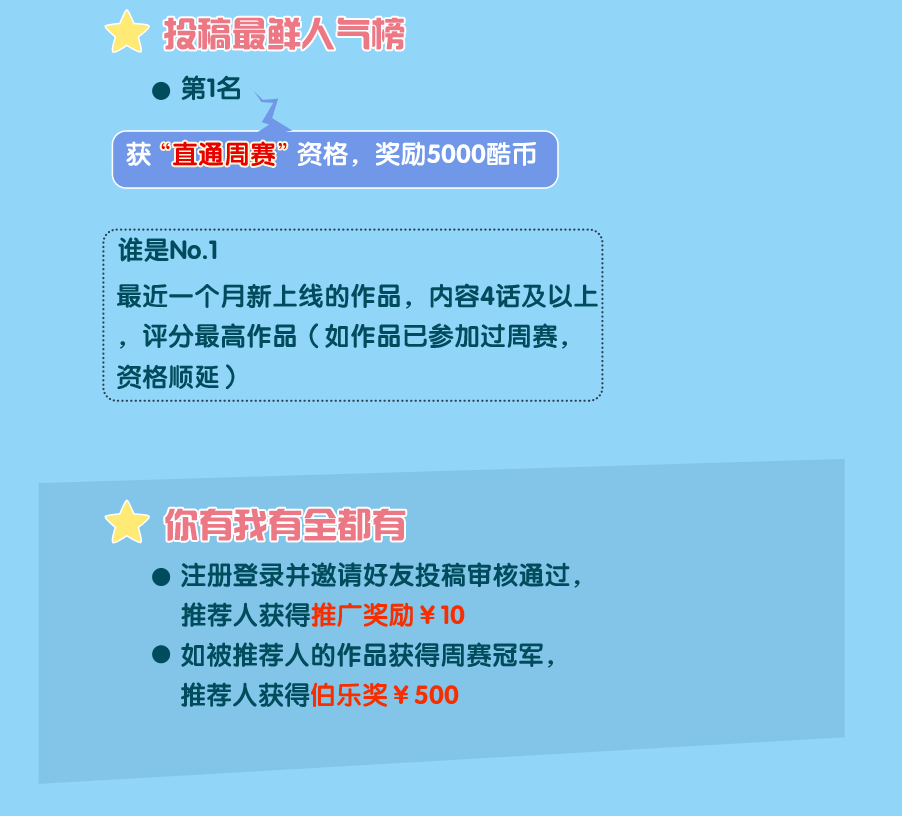 投稿最鲜人气榜
● 第1名
获“直通周赛”资格，奖励5000酷币
谁是No.1
最近一个月新上线的作品，内容4话及以上
，评分最高作品（如作品已参加过周赛，
资格顺延）
你有我有全都有
● 注册登录并邀请好友投稿审核通过，
推荐人获得推广奖励￥10
● 如被推荐人的作品获得周赛冠军，
推荐人获得伯乐奖￥500